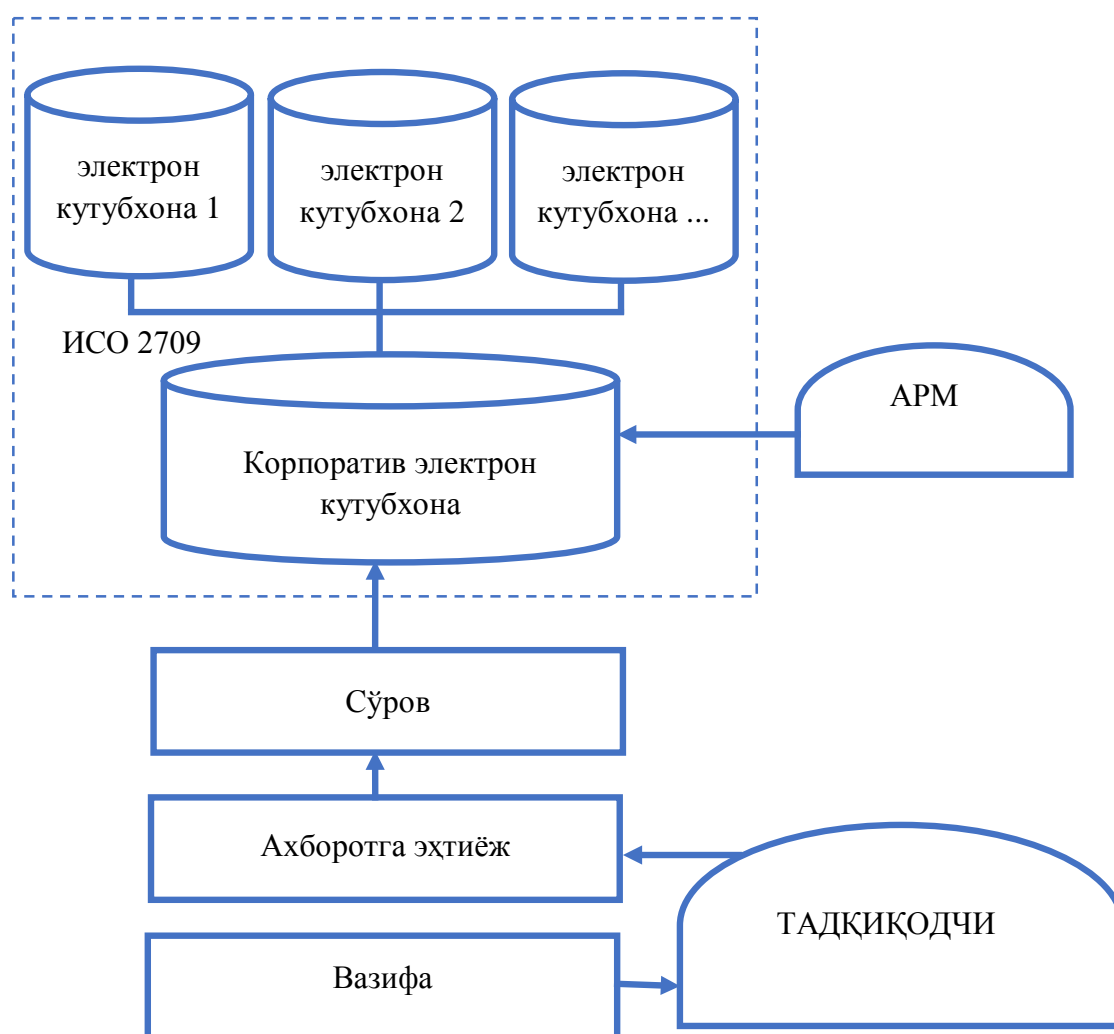 электрон
кутубхона 1
электрон
кутубхона 2
электрон
кутубхона ...
ИСО 2709
АРМ
Корпоратив электрон
кутубхона
Сўров
Ахборотга эҳтиёж
ТАДҚИҚОДЧИ
Вазифа